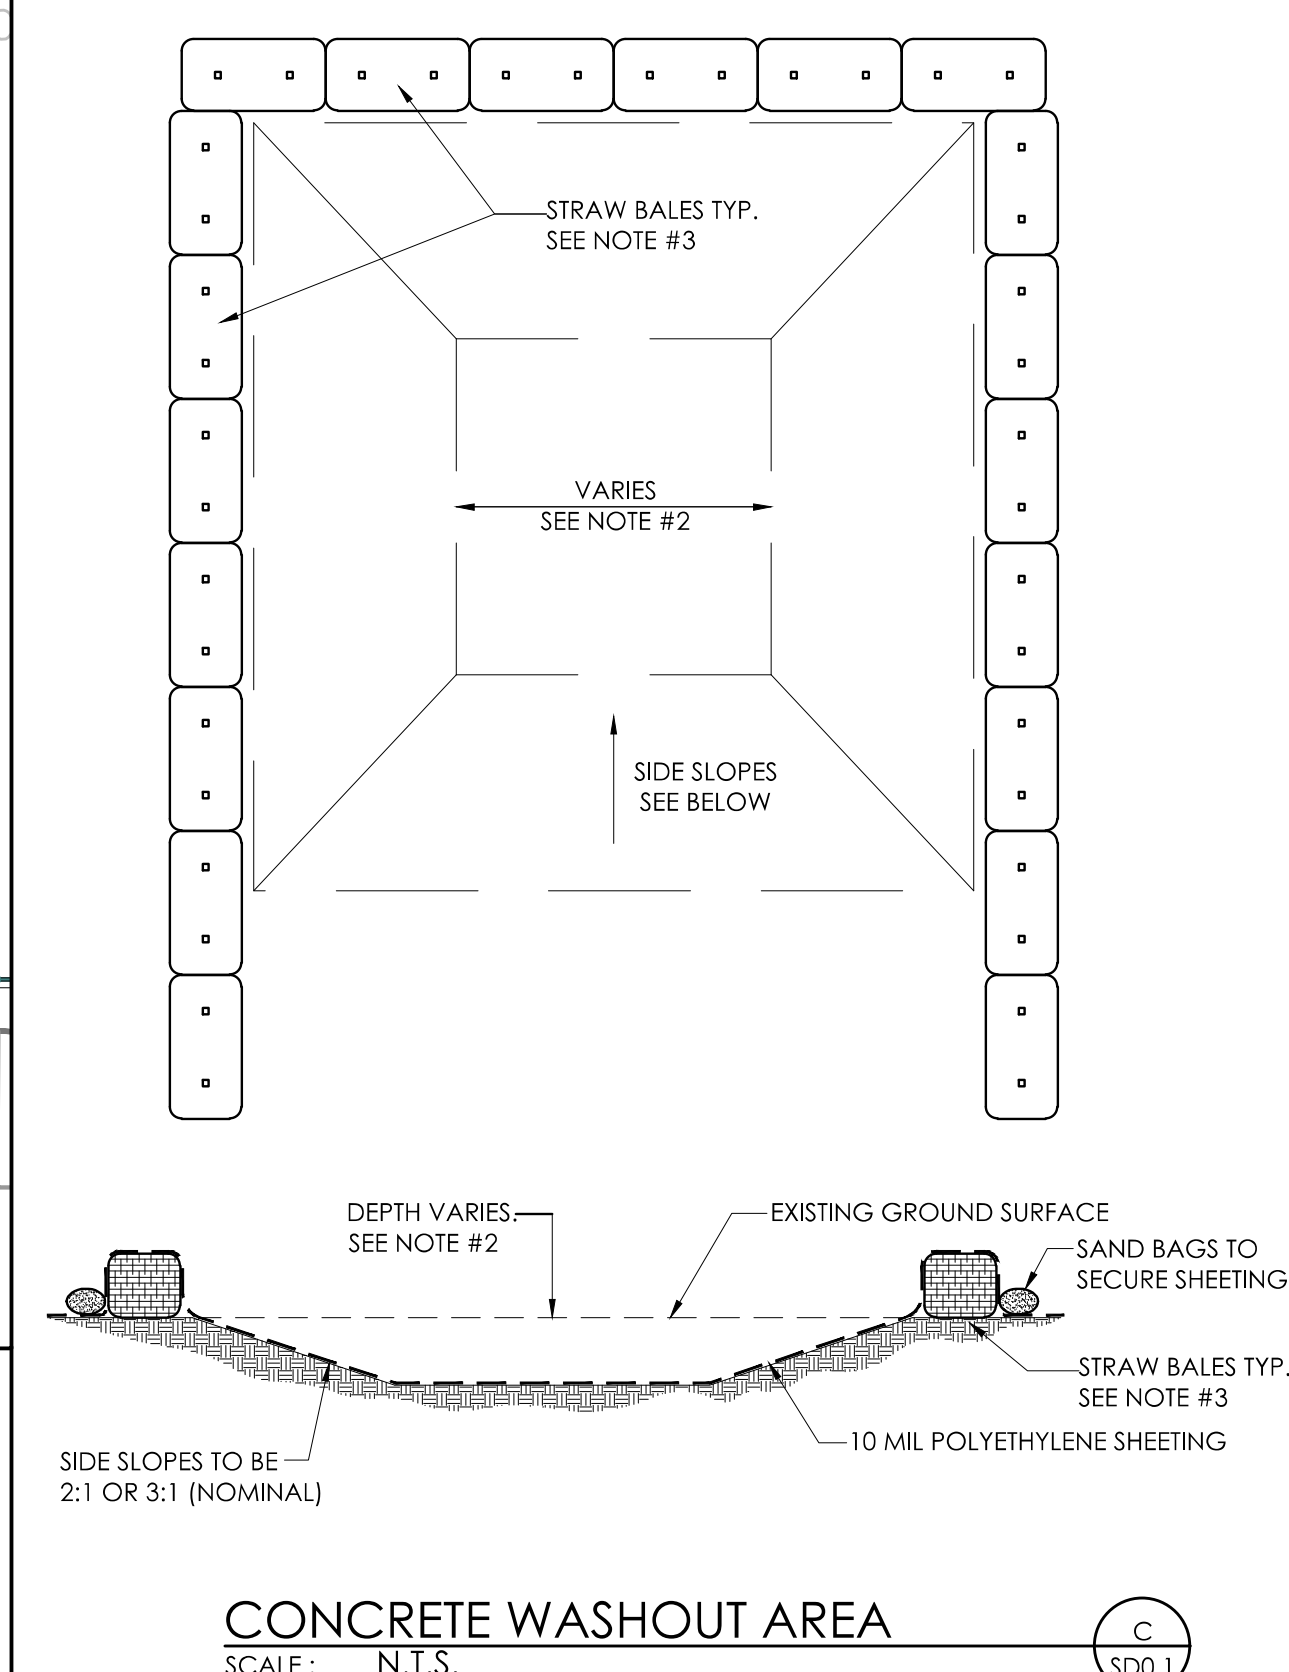 STRAW BALES TYP.
SEE NOTE #3
VARIES
SEE NOTE #2
SIDE SLOPES
SEE BELOW
DEPTH VARIES.
SEE NOTE #2
EXISTING GROUND SURFACE
SAND BAGS TO
SECURE SHEETING
STRAW BALES TYP.
SEE NOTE #3
10 MIL POLYETHYLENE SHEETING
SIDE SLOPES TO BE
2:1 OR 3:1 (NOMINAL)
CONCRETE WASHOUT AREA
C
SCALE : N.T.S.
SD0.1